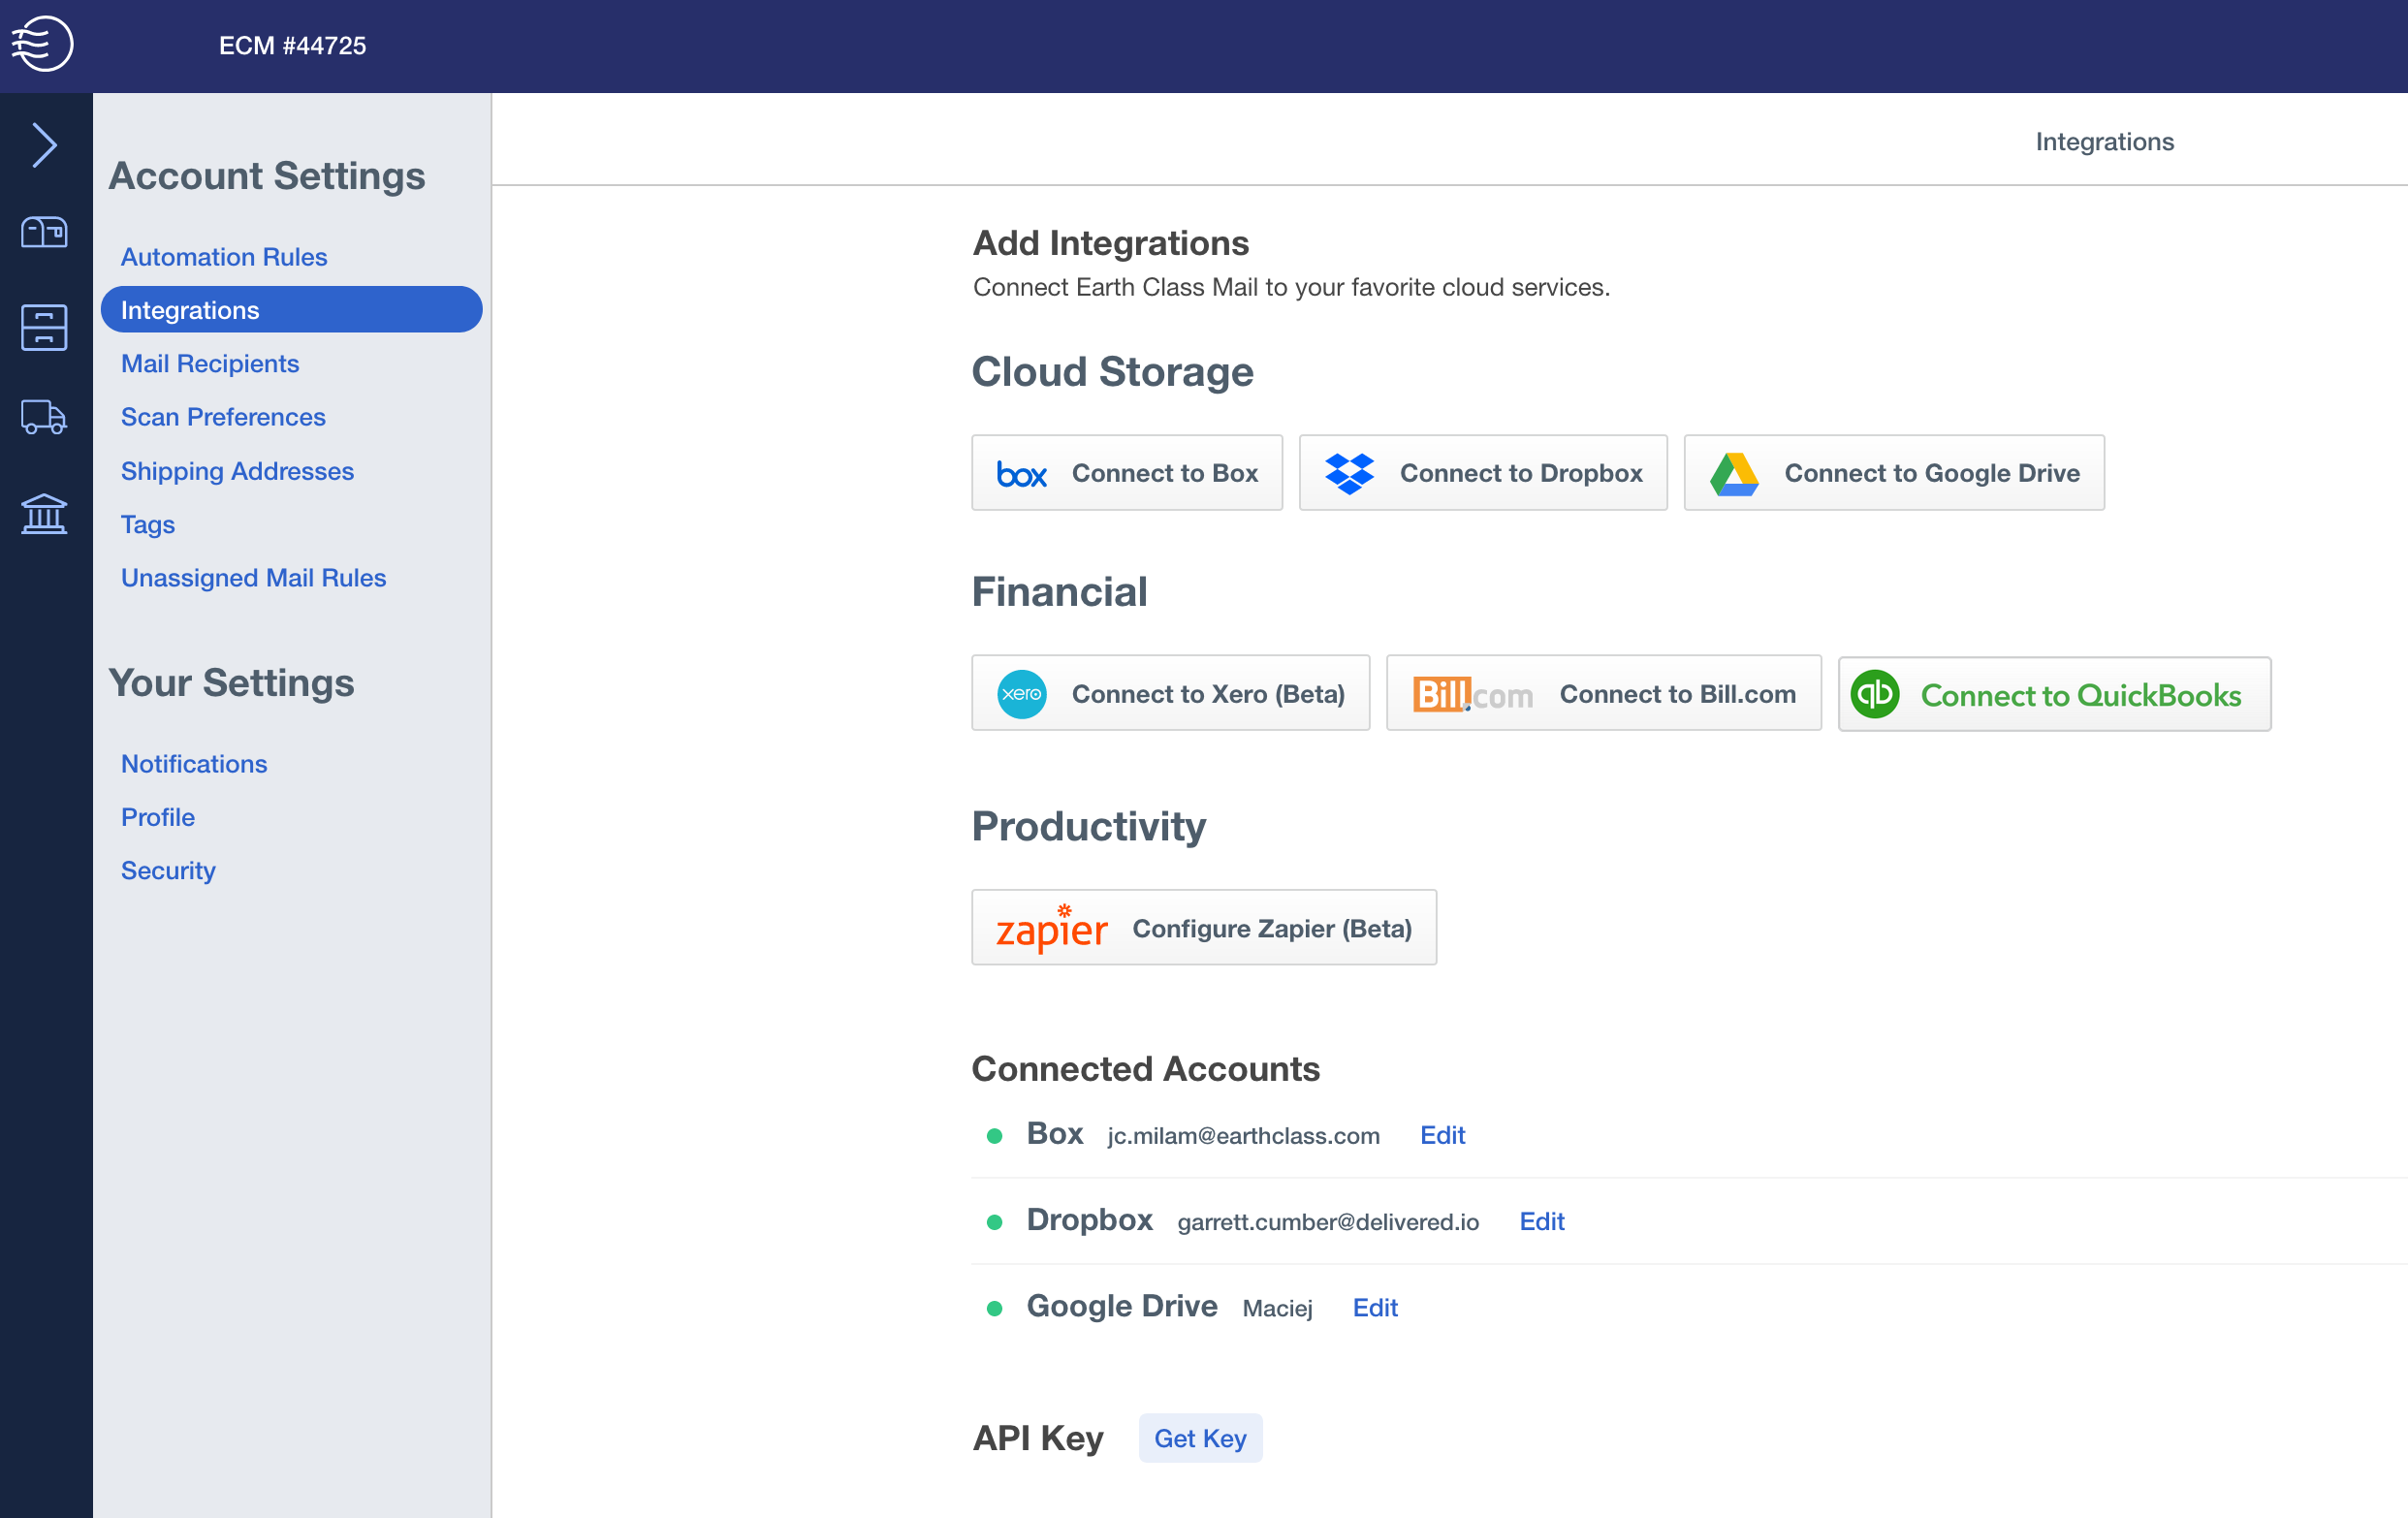 ECM #44725
Account Settings
Automation Rules
Integrations
Mail Recipients
Scan Preferences
Shipping Addresses
Tags
Unassigned Mail Rules
Your Settings
Notifications
Profile
Security
Integrations
Add Integrations
Connect Earth Class Mail to your favorite cloud services.
Cloud Storage
box Connect to Box
Connect to Dropbox
Connect to Google Drive
Financial
xero Connect to Xero (Beta)
Bill.com Connect to Bill.com
qb Connect to QuickBooks
Productivity
zapier Configure Zapier (Beta)
Connected Accounts
Box jc.milam@earthclass.com Edit
Dropbox garrett.cumber@delivered.io Edit
Google Drive Maciej Edit
API Key Get Key